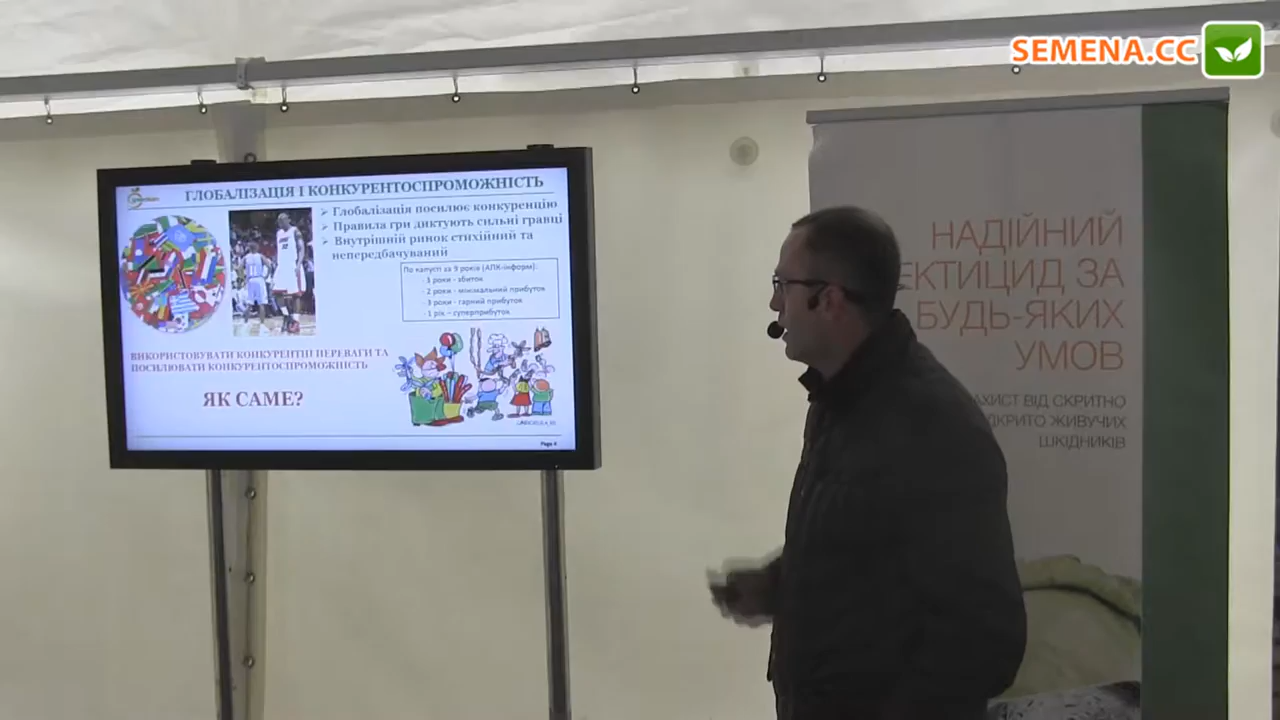 SEMENA.CC
ГЛОБАЛІЗАЦІЯ І КОНКУРЕНТОСПРОМОЖНІСТЬ
Глобалізація посилює конкуренцію
Правила гри диктують сильні гравці
Внутрішній ринок стихійний та
непередбачуваний
По капусті за 9 років (АПК-інформ):
- 3 роки - збиток
- 2 роки - мінімальний прибуток
- 3 роки - гарний прибуток
- 1 рік – суперприбуток
ВИКОРИСТОВУВАТИ КОНКУРЕНТНІ ПЕРЕВАГИ ТА
ПОСИЛЮВАТИ КОНКУРЕНТОСПРОМОЖНІСТЬ
ЯК САМЕ?
Page 4
НАДІЙНИЙ
ЕКТИЦИД ЗА
БУДЬ-ЯКИХ
УМОВ
АХИСТ ВІД СКРИТНО
ДКРИТО ЖИВУЧИХ
ШКІДНИКІВ